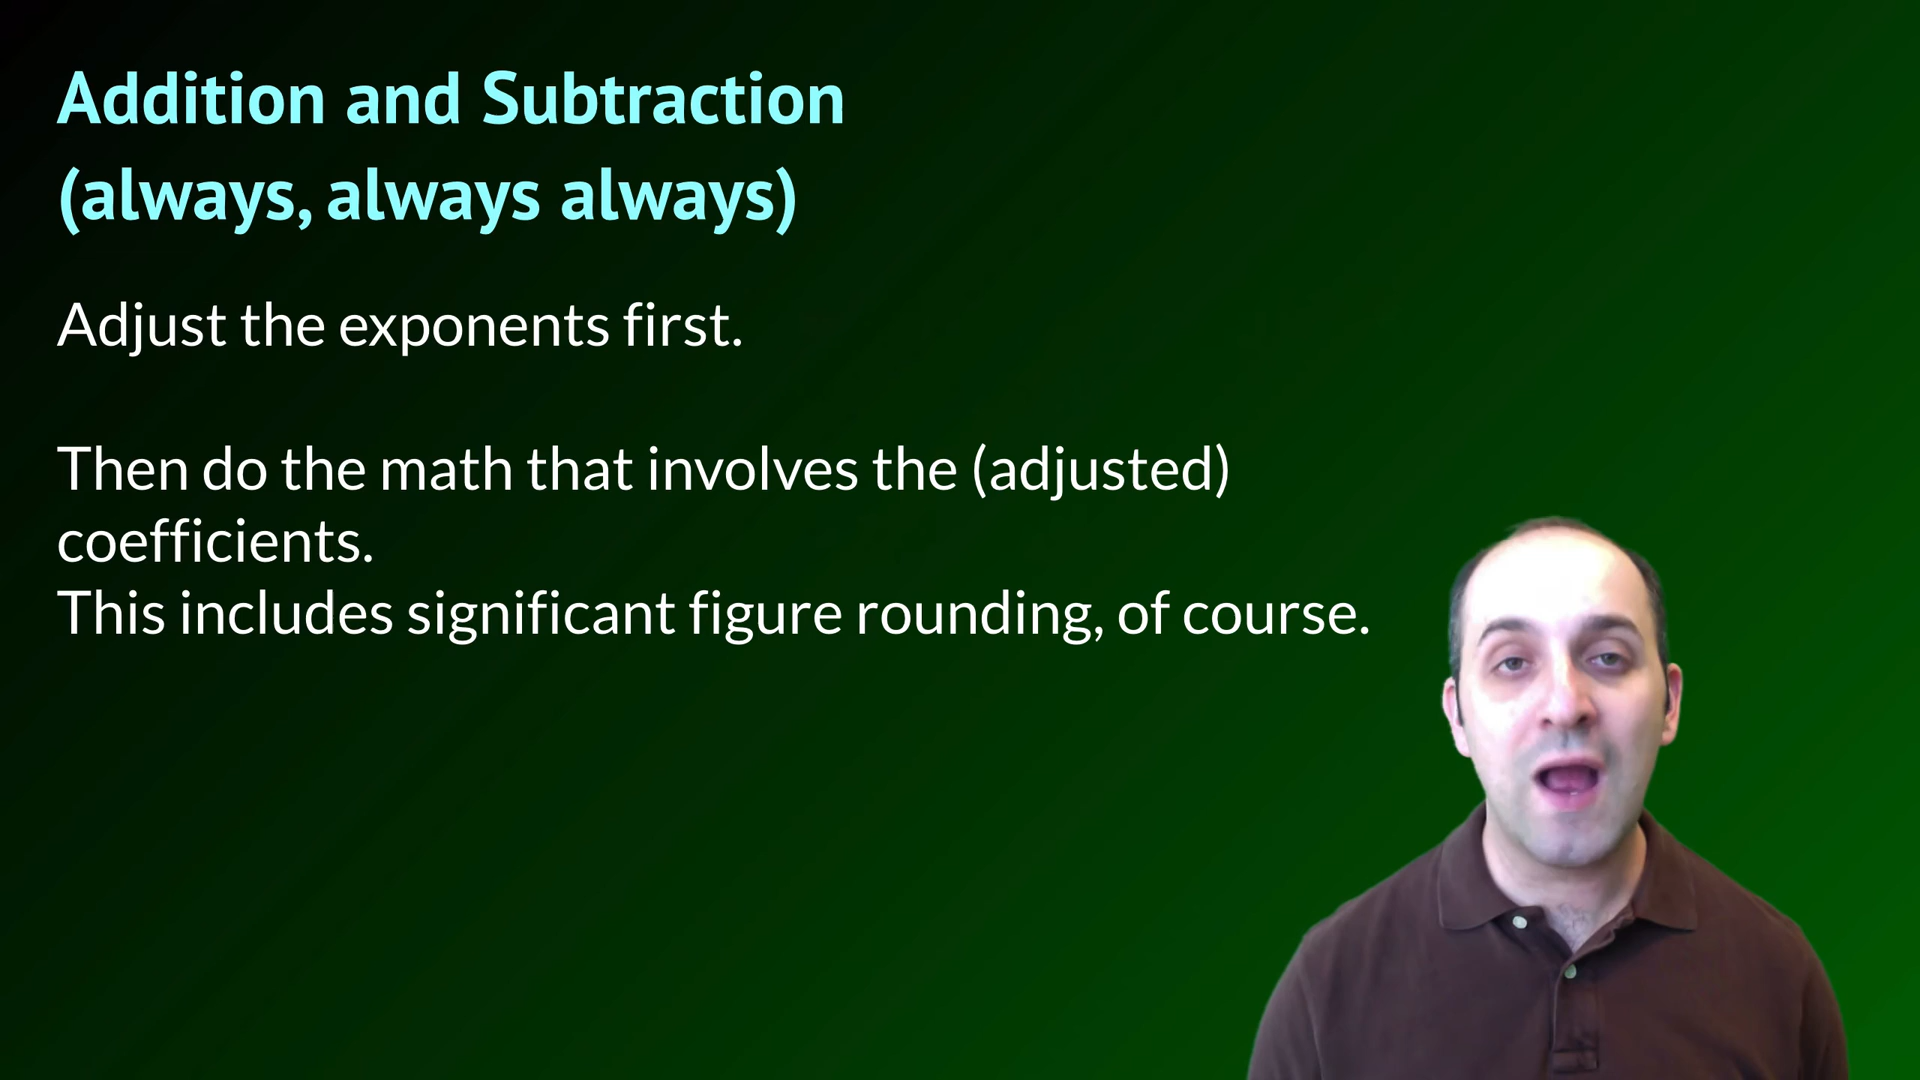 Addition and Subtraction
(always, always always)
Adjust the exponents first.
Then do the math that involves the (adjusted)
coefficients.
This includes significant figure rounding, of course.